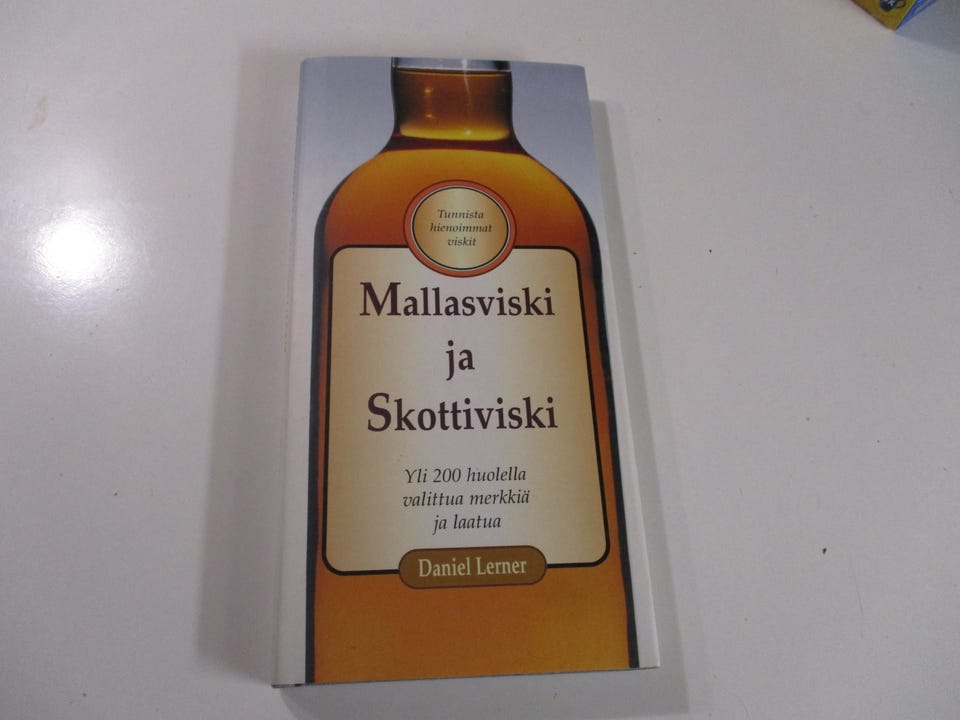 Tunnista
hienoimmat
viskit
Mallasviski
ja
Skottiviski
Yli 200 huolella
valittua merkkiä
ja laatua
Daniel Lerner